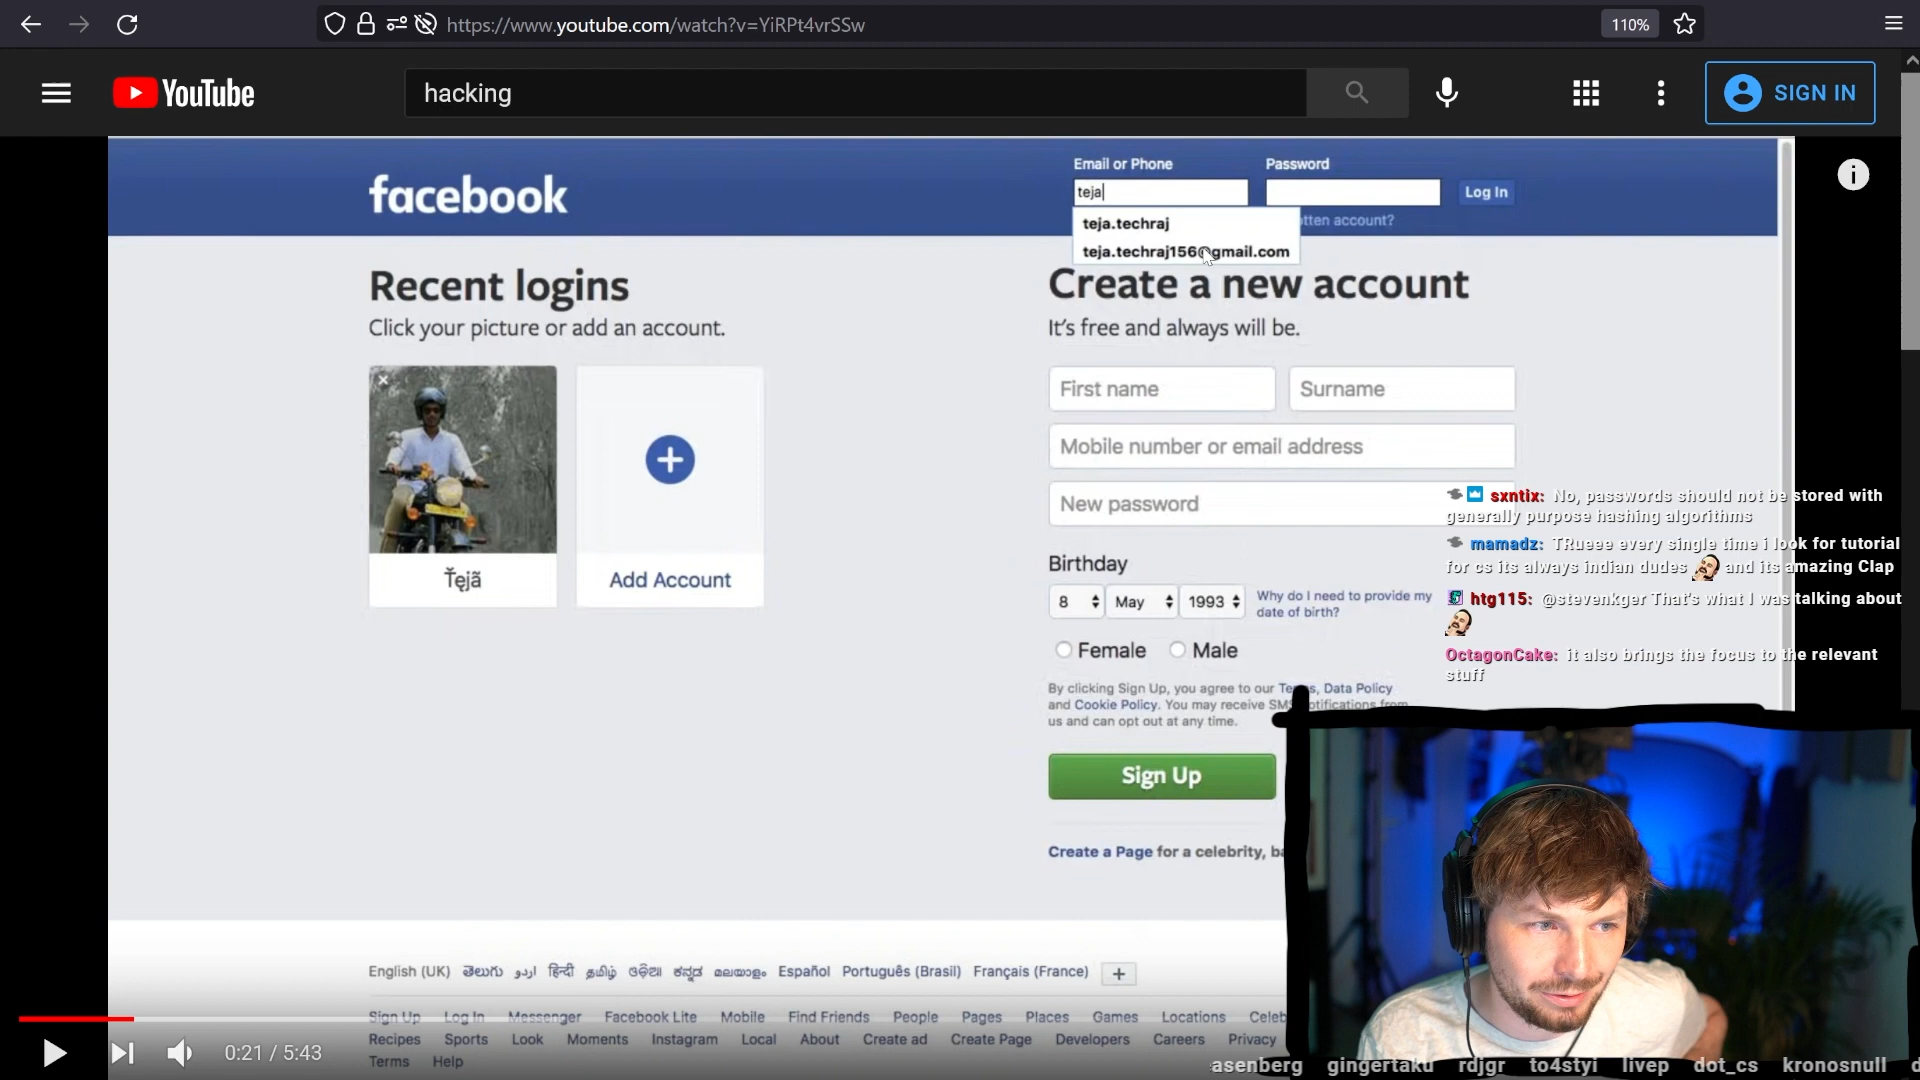 https://www.youtube.com/watch?v=YiRPt4vrSSw
110%
YouTube
hacking
SIGN IN
facebook
Email or Phone
Password
teja
Log In
teja.techraj
tten account?
teja.techraj156@gmail.com
Recent logins
Click your picture or add an account.
Create a new account
It's free and always will be.
First name
Surname
Mobile number or email address
New password
Ťęjã
Add Account
Birthday
8
May
1993
Why do I need to provide my
date of birth?
Female
Male
By clicking Sign Up, you agree to our Terms, Data Policy
and Cookie Policy. You may receive SMS notifications from
us and can opt out at any time.
Sign Up
Create a Page for a celebrity, ba
sxntix: No, passwords should not be stored with
generally purpose hashing algorithms
mamadz: TRueee every single time i look for tutorial
for cs its always indian dudes and its amazing Clap
htg115: @stevenkger That's what I was talking about
OctagonCake: it also brings the focus to the relevant
stuff
English (UK) తెలుగు اردو हिन्दी தமிழ் ଓଡ଼ିଆ ಕನ್ನಡ മലയാളം Español Português (Brasil) Français (France)
Sign Up Log In Messenger Facebook Lite Mobile Find Friends People Pages Places Games Locations Celeb
Recipes Sports Look Moments Instagram Local About Create ad Create Page Developers Careers Privacy
Terms Help
0:21 / 5:43
asenberg gingertaku rdjgr to4styi livep dot_cs kronosnull